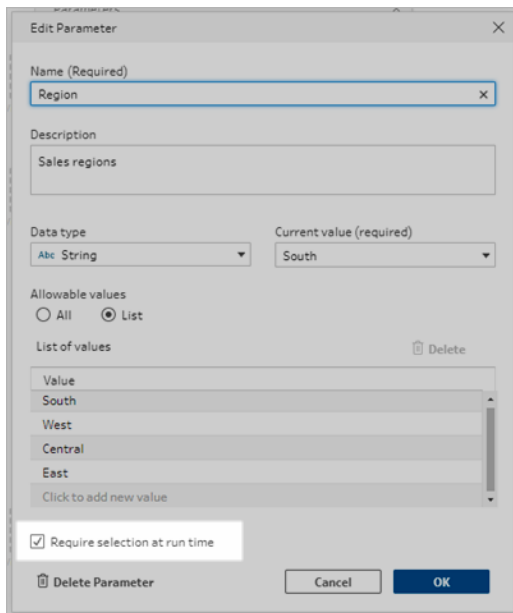 Parameters
Edit Parameter
Name (Required)
Region
Description
Sales regions
Data type
Current value (required)
Abc String
South
Allowable values
All
List
List of values
Delete
Value
South
West
Central
East
Click to add new value
Require selection at run time
Delete Parameter
Cancel
OK